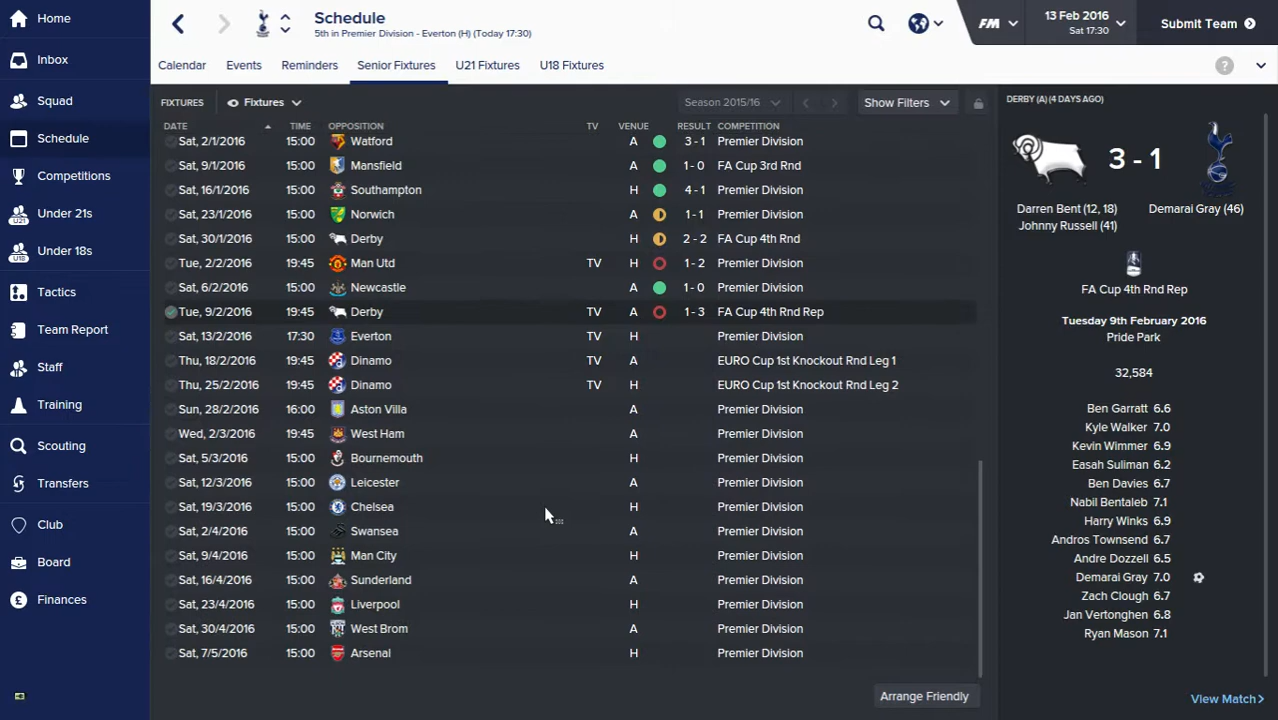 Home
Inbox
Squad
Schedule
Competitions
Under 21s
Under 18s
Tactics
Team Report
Staff
Training
Scouting
Transfers
Club
Board
Finances
Schedule
5th in Premier Division - Everton (H) (Today 17:30)
FM
13 Feb 2016
Sat 17:30
Submit Team
Calendar Events Reminders Senior Fixtures U21 Fixtures U18 Fixtures
?
FIXTURES Fixtures Season 2015/16 Show Filters
DATE TIME OPPOSITION TV VENUE RESULT COMPETITION
Sat, 2/1/2016 15:00 Watford A 3 - 1 Premier Division
Sat, 9/1/2016 15:00 Mansfield A 1 - 0 FA Cup 3rd Rnd
Sat, 16/1/2016 15:00 Southampton H 4 - 1 Premier Division
Sat, 23/1/2016 15:00 Norwich A 1 - 1 Premier Division
Sat, 30/1/2016 15:00 Derby H 2 - 2 FA Cup 4th Rnd
Tue, 2/2/2016 19:45 Man Utd TV H 1 - 2 Premier Division
Sat, 6/2/2016 15:00 Newcastle A 1 - 0 Premier Division
Tue, 9/2/2016 19:45 Derby TV A 1 - 3 FA Cup 4th Rnd Rep
Sat, 13/2/2016 17:30 Everton TV H Premier Division
Thu, 18/2/2016 19:45 Dinamo TV A EURO Cup 1st Knockout Rnd Leg 1
Thu, 25/2/2016 19:45 Dinamo TV H EURO Cup 1st Knockout Rnd Leg 2
Sun, 28/2/2016 16:00 Aston Villa A Premier Division
Wed, 2/3/2016 19:45 West Ham A Premier Division
Sat, 5/3/2016 15:00 Bournemouth H Premier Division
Sat, 12/3/2016 15:00 Leicester A Premier Division
Sat, 19/3/2016 15:00 Chelsea H Premier Division
Sat, 2/4/2016 15:00 Swansea A Premier Division
Sat, 9/4/2016 15:00 Man City H Premier Division
Sat, 16/4/2016 15:00 Sunderland A Premier Division
Sat, 23/4/2016 15:00 Liverpool H Premier Division
Sat, 30/4/2016 15:00 West Brom A Premier Division
Sat, 7/5/2016 15:00 Arsenal H Premier Division
Arrange Friendly
DERBY (A) (4 DAYS AGO)
3 - 1
Darren Bent (12, 18) Demarai Gray (46)
Johnny Russell (41)
FA Cup 4th Rnd Rep
Tuesday 9th February 2016
Pride Park
32,584
Ben Garratt 6.6
Kyle Walker 7.0
Kevin Wimmer 6.9
Easah Suliman 6.2
Ben Davies 6.7
Nabil Bentaleb 7.1
Harry Winks 6.9
Andros Townsend 6.7
Andre Dozzell 6.5
Demarai Gray 7.0
Zach Clough 6.7
Jan Vertonghen 6.8
Ryan Mason 7.1
View Match>